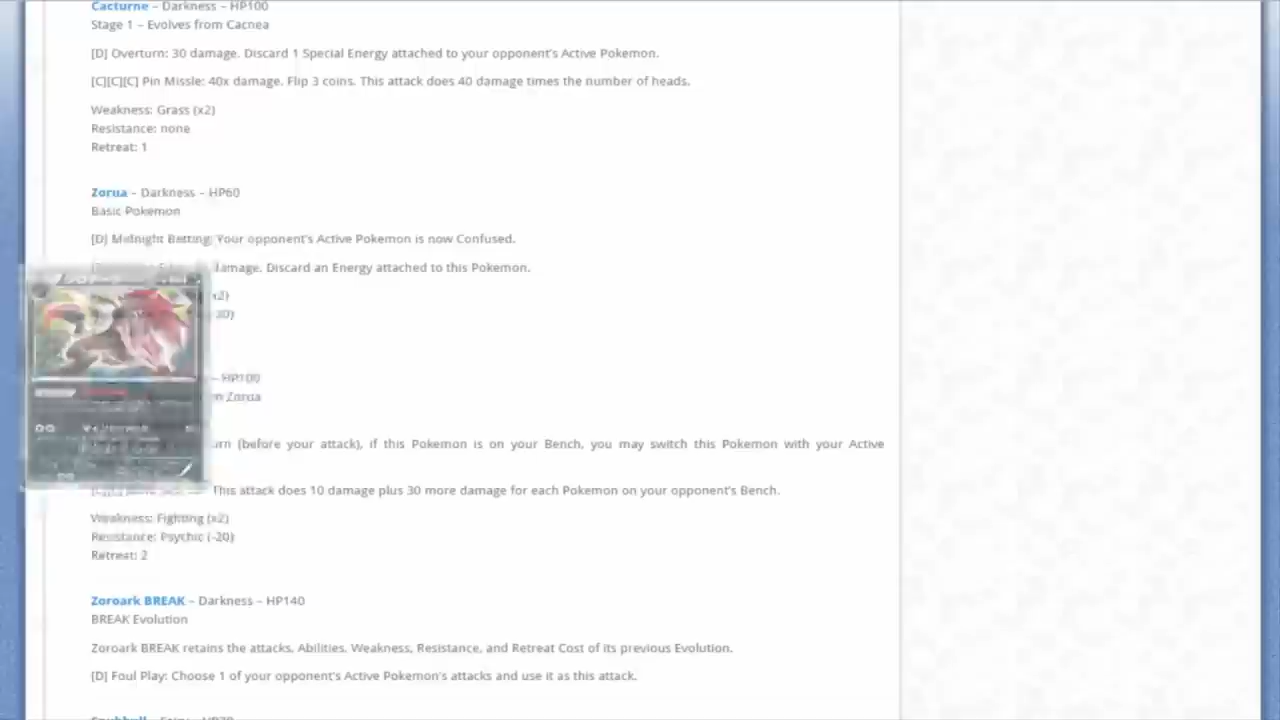 Cacturne – Darkness – HP100
Stage 1 – Evolves from Cacnea
[D] Overturn: 30 damage. Discard 1 Special Energy attached to your opponent's Active Pokemon.
[C][C][C] Pin Missle: 40x damage. Flip 3 coins. This attack does 40 damage times the number of heads.
Weakness: Grass (x2)
Resistance: none
Retreat: 1
Zorua – Darkness – HP60
Basic Pokemon
[D] Midnight Batting: Your opponent's Active Pokemon is now Confused.
damage. Discard an Energy attached to this Pokemon.
x2)
20)
– HP100
Zorua
turn (before your attack), if this Pokemon is on your Bench, you may switch this Pokemon with your Active
This attack does 10 damage plus 30 more damage for each Pokemon on your opponent's Bench.
Weakness: Fighting (x2)
Resistance: Psychic (-20)
Retreat: 2
Zoroark BREAK – Darkness – HP140
BREAK Evolution
Zoroark BREAK retains the attacks, Abilities, Weakness, Resistance, and Retreat Cost of its previous Evolution.
[D] Foul Play: Choose 1 of your opponent's Active Pokemon's attacks and use it as this attack.